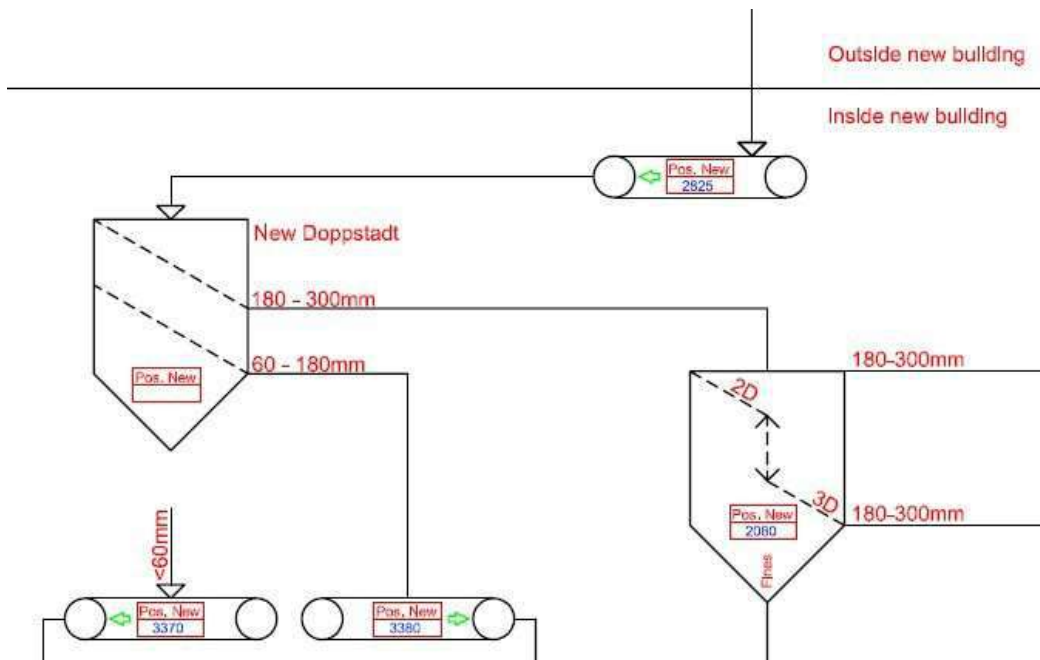 Outside new building
Inside new building
Pos. New
2825
New Doppstadt
180 - 300mm
60 - 180mm
Pos. New
180-300mm
2D
3D
Pos. New
2080
180-300mm
Fines
<60mm
Pos. New
3370
Pos. New
3380